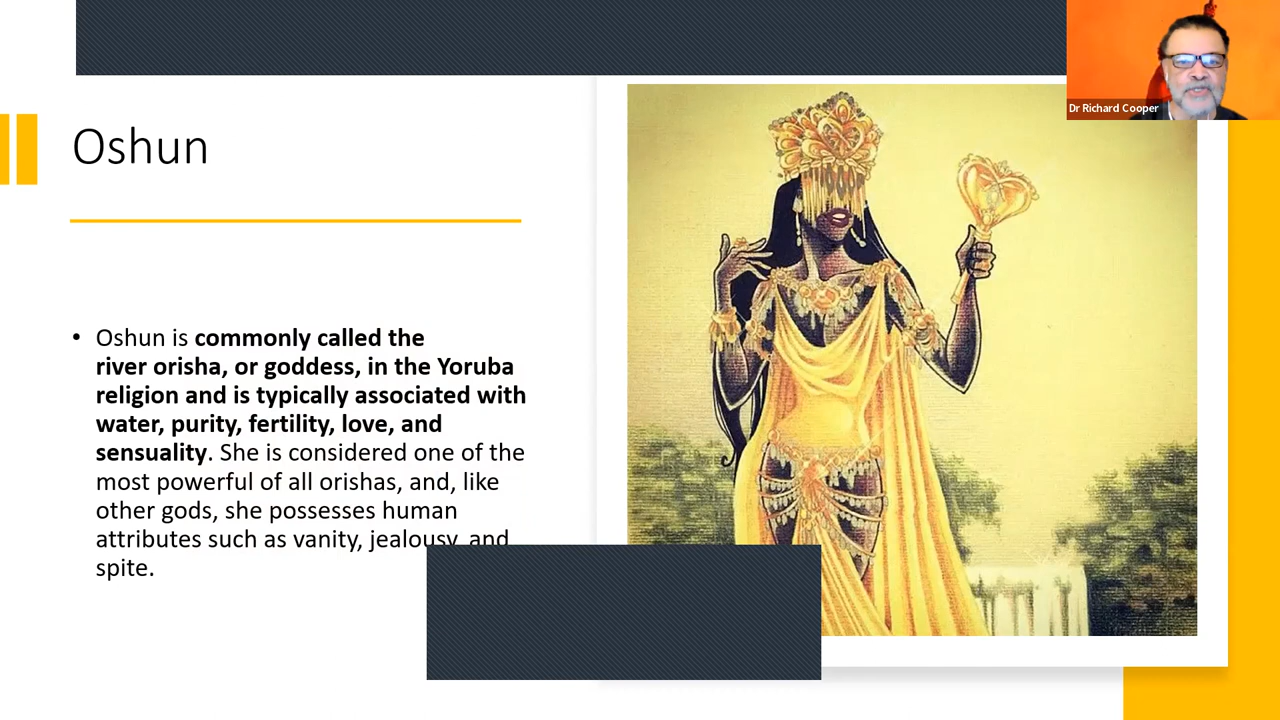 Oshun
• Oshun is commonly called the
river orisha, or goddess, in the Yoruba
religion and is typically associated with
water, purity, fertility, love, and
sensuality. She is considered one of the
most powerful of all orishas, and, like
other gods, she possesses human
attributes such as vanity, jealousy, and
spite.
Dr Richard Cooper